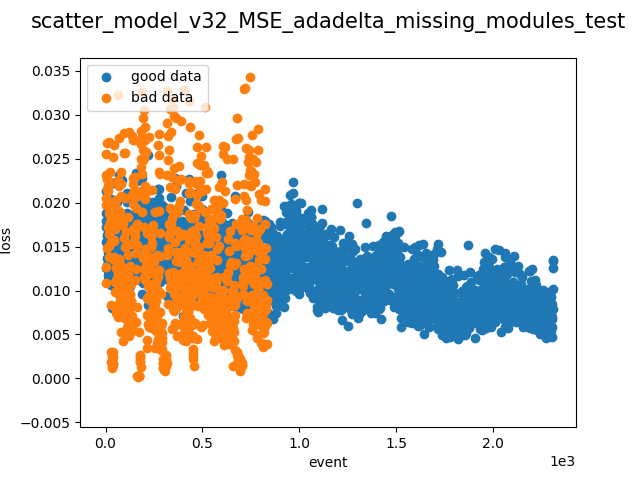 scatter_model_v32_MSE_adadelta_missing_modules_test
good data
bad data
0.035
0.030
0.025
0.020
0.015
0.010
0.005
0.000
−0.005
loss
0.0
0.5
1.0
1.5
2.0
1e3
event